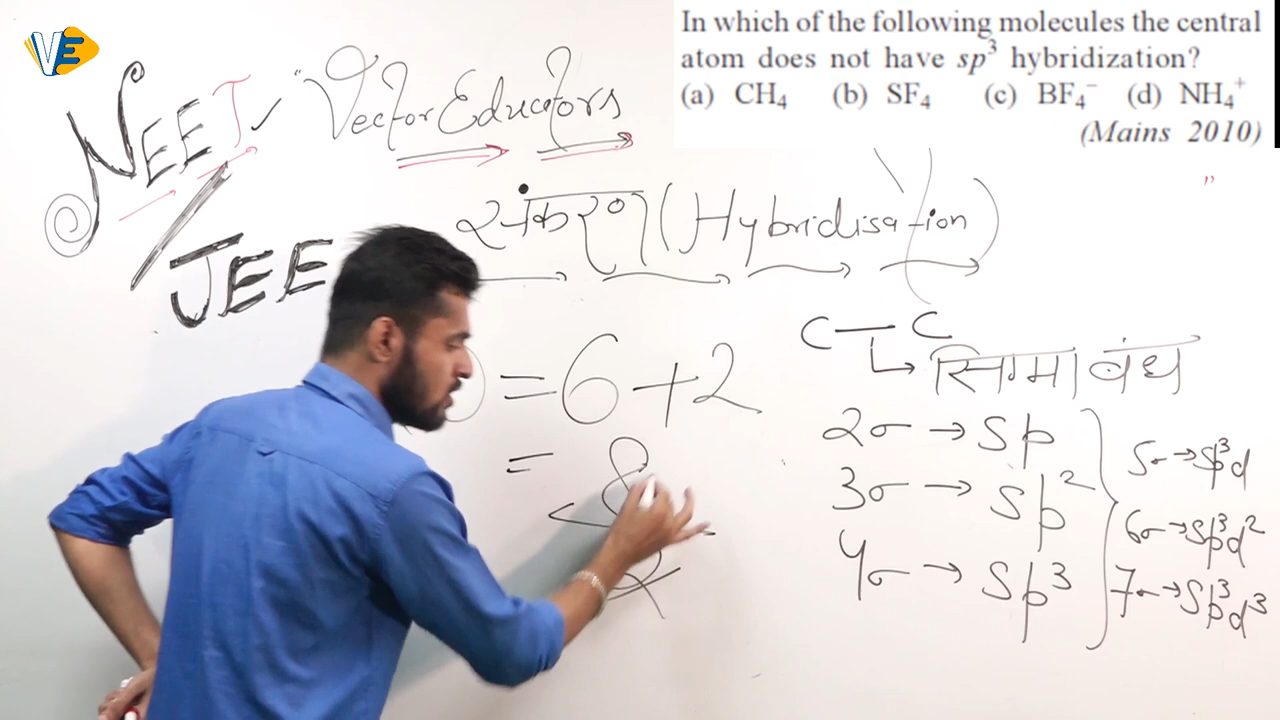 VE
In which of the following molecules the central
atom does not have sp³ hybridization?
(a) CH₄ (b) SF₄ (c) BF₄⁻ (d) NH₄⁺
(Mains 2010)
NEET
"Vector Educators"
JEE
संकरण (Hybridisation)
C — C
सिग्मा बंध
= 6 + 2
= 8
2
2σ → sp
3σ → sp²
4σ → sp³
5σ → sp³d
6σ → sp³d²
7σ → sp³d³